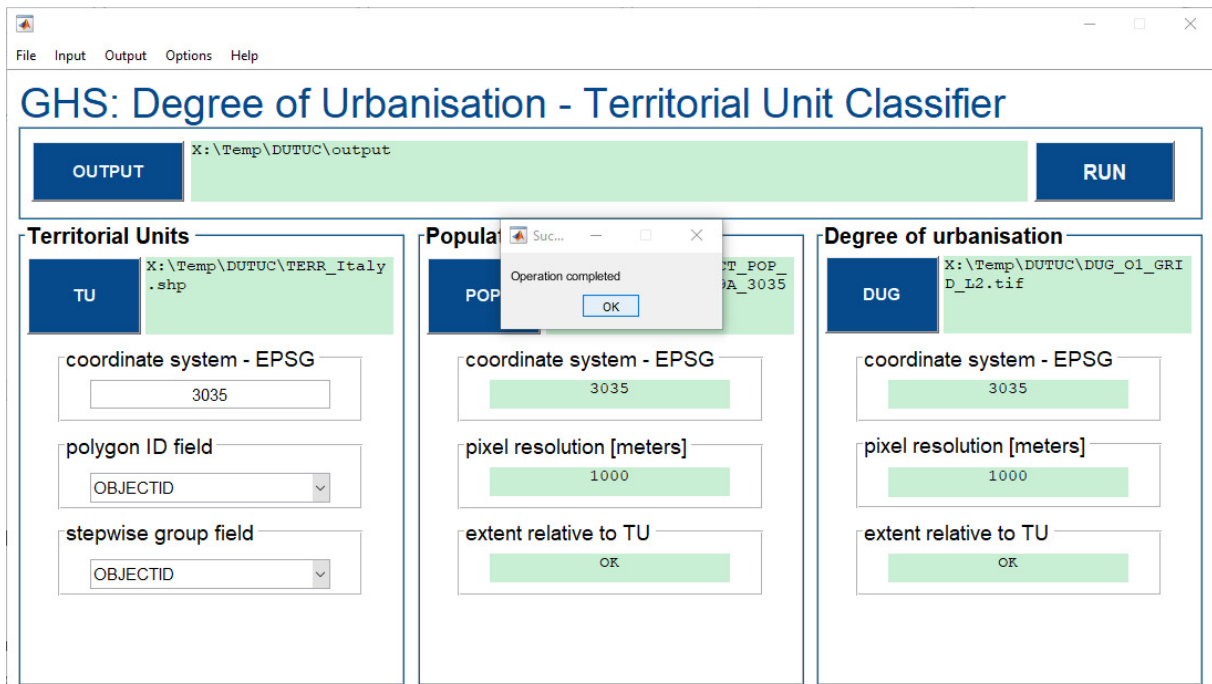 File Input Output Options Help
GHS: Degree of Urbanisation - Territorial Unit Classifier
OUTPUT
X:\Temp\DUTUC\output
RUN
Territorial Units
TU
X:\Temp\DUTUC\TERR_Italy
.shp
coordinate system - EPSG
3035
polygon ID field
OBJECTID
stepwise group field
OBJECTID
Populat
POP
CT_POP_
9A_3035
Suc...
Operation completed
OK
coordinate system - EPSG
3035
pixel resolution [meters]
1000
extent relative to TU
OK
Degree of urbanisation
DUG
X:\Temp\DUTUC\DUG_01_GRI
D_L2.tif
coordinate system - EPSG
3035
pixel resolution [meters]
1000
extent relative to TU
OK